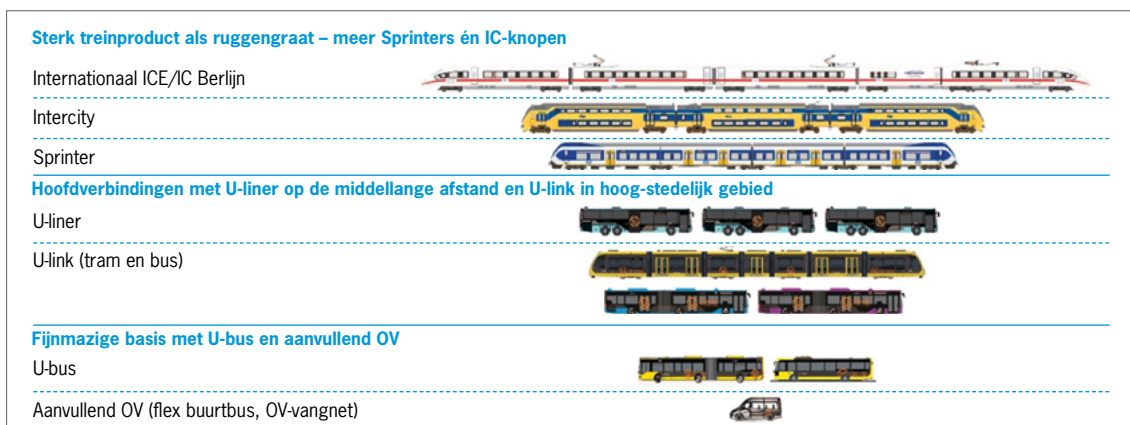 Sterk treinproduct als ruggengraat – meer Sprinters én IC-knopen
Internationaal ICE/IC Berlijn
Intercity
Sprinter
Hoofdverbindingen met U-liner op de middellange afstand en U-link in hoog-stedelijk gebied
U-liner
U-link (tram en bus)
Fijnmazige basis met U-bus en aanvullend OV
U-bus
Aanvullend OV (flex buurtbus, OV-vangnet)